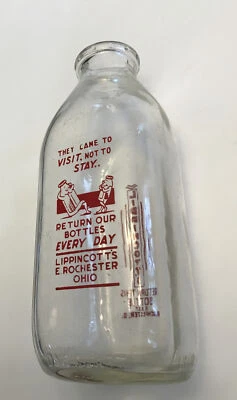 THEY CAME TO
VISIT, NOT TO
STAY..
RETURN OUR
BOTTLES
EVERY DAY
LIPPINCOTTS
E. ROCHESTER
OHIO